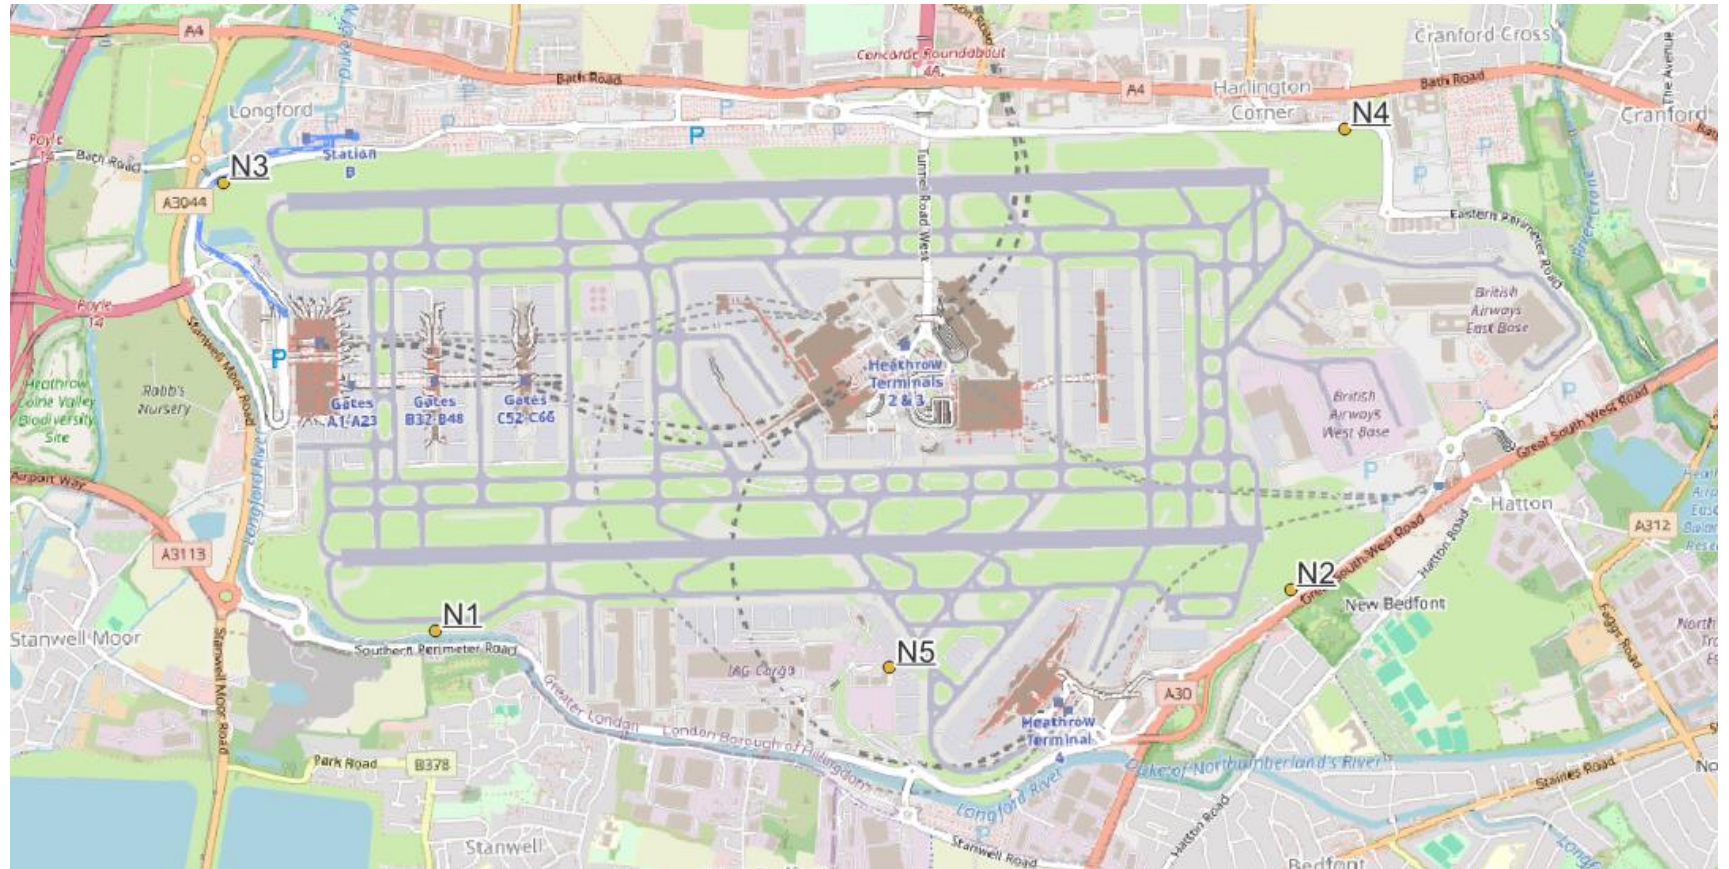 A4
Bath Road
Concorde Roundabout
4A
A4
Harlington
Corner
Bath Road
Cranford Cross
The Avenue
Cranford
Longford
P
P
P
P
Station
B
Poyle
14
Bath Road
N3
A3044
N4
P
P
Tunnel Road West
Eastern Perimeter Road
River Crane
Poyle
14
Stanwell Moor Road
P
British
Airways
East Base
Heathrow
Colne Valley
Biodiversity
Site
Robb's
Nursery
Gates
A1-A23
Gates
B32-B48
Gates
C52-C66
Heathrow
Terminals
2 & 3
British
Airways
West Base
P
P
Great South West Road
Airport Way
Longford River
Hatton
A312
A3113
Great South-West Road
Hatton Road
N2
New Bedfont
N1
Southern Perimeter Road
N5
IAG Cargo
Stanwell Moor
Stanwell Moor Road
Faggs Road
Greater London
London Borough of Hillingdon
A30
Heathrow
Terminal
4
Park Road
B378
Duke of Northumberland's River
Longford River
P
Staines Road
Hatton Road
Stanwell
Stanwell Road
Bedfont